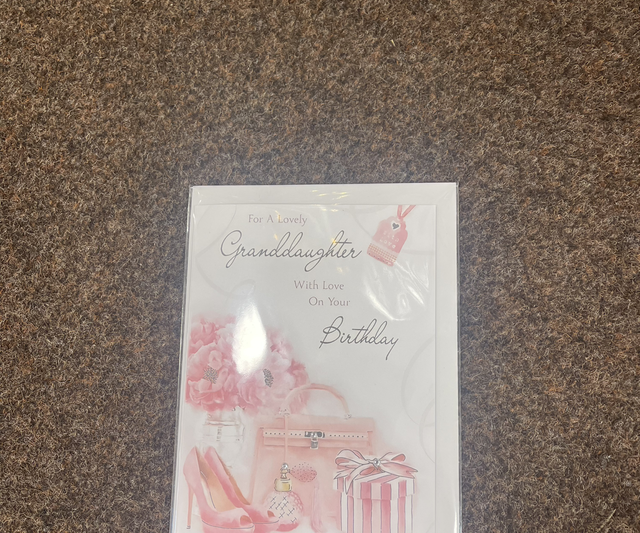 For A Lovely
Granddaughter
With Love
On Your
Birthday